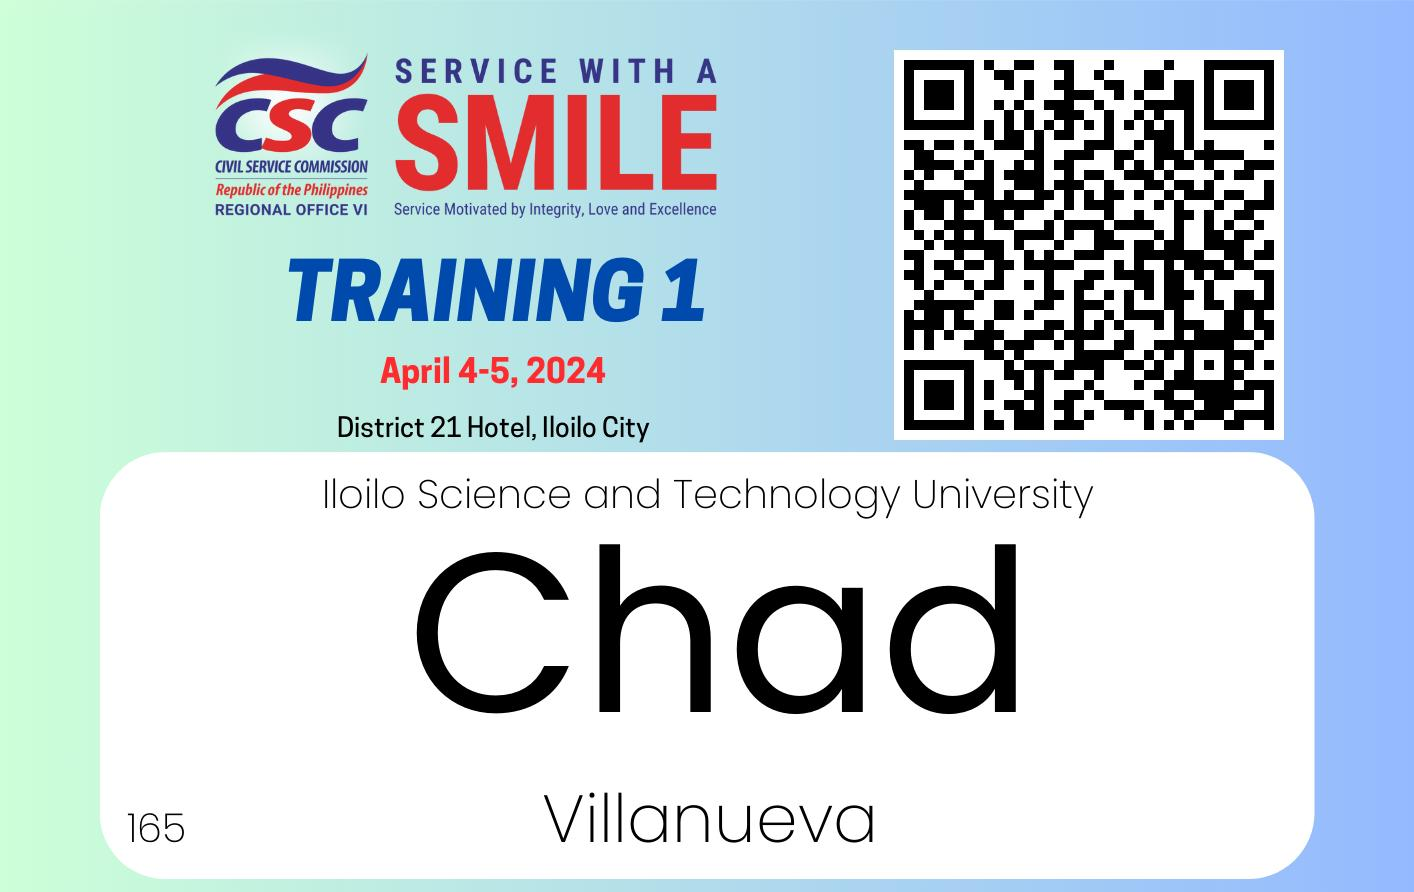 SERVICE WITH A
SMILE
Service Motivated by Integrity, Love and Excellence
CSC
CIVIL SERVICE COMMISSION
Republic of the Philippines
REGIONAL OFFICE VI
TRAINING 1
April 4-5, 2024
District 21 Hotel, Iloilo City
Iloilo Science and Technology University
Chad
Villanueva
165